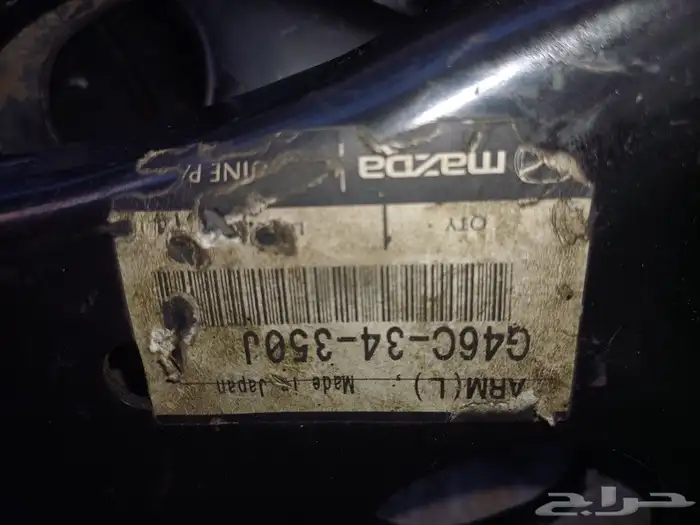 mazda
QTY
G46C-34-350J
ARM(L), Made in Japan
حراج